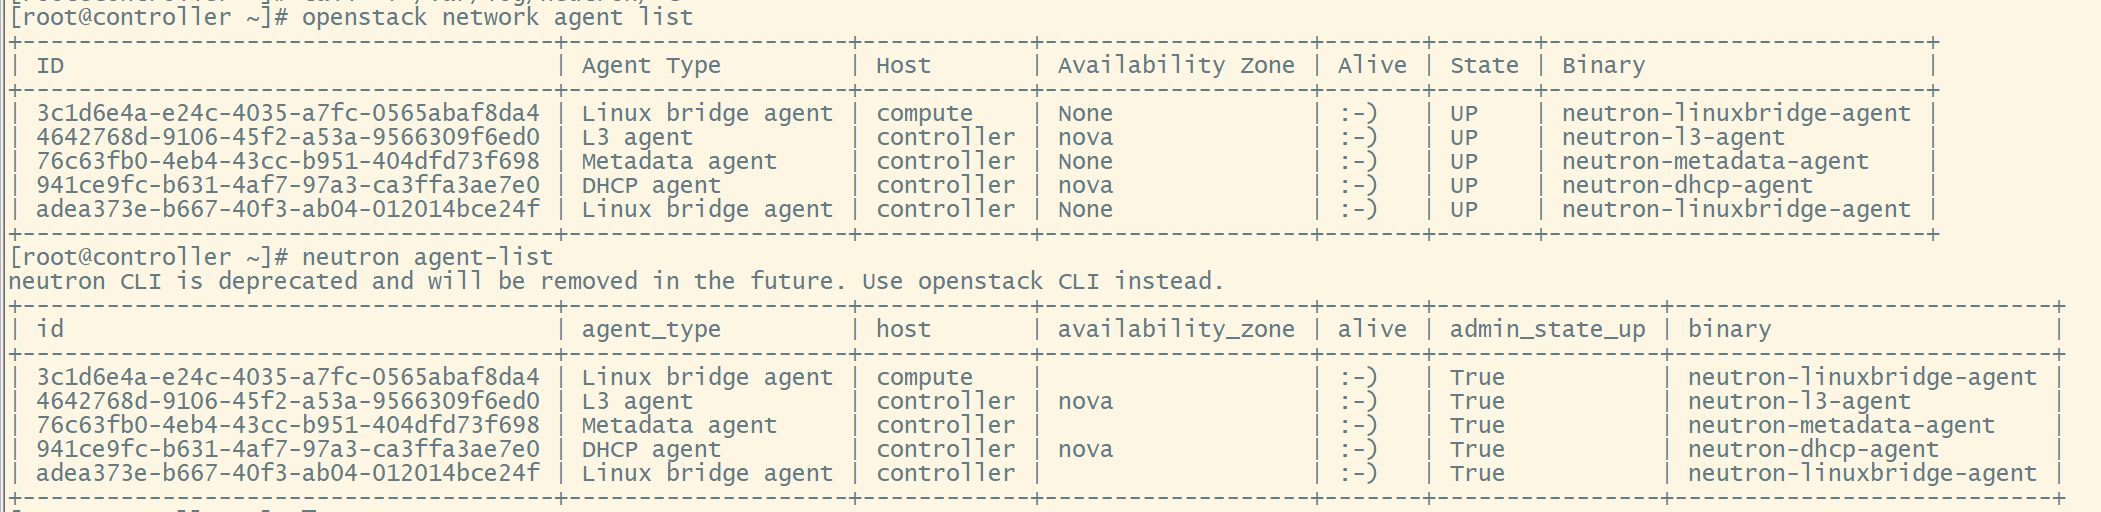 [root@controller ~]# openstack network agent list
+---------------------------------------+--------------------+------------+-------------------+-------+-------+---------------------------+
| ID | Agent Type | Host | Availability Zone | Alive | State | Binary |
+---------------------------------------+--------------------+------------+-------------------+-------+-------+---------------------------+
| 3c1d6e4a-e24c-4035-a7fc-0565abaf8da4 | Linux bridge agent | compute | None | :-) | UP | neutron-linuxbridge-agent |
| 4642768d-9106-45f2-a53a-9566309f6ed0 | L3 agent | controller | nova | :-) | UP | neutron-l3-agent |
| 76c63fb0-4eb4-43cc-b951-404dfd73f698 | Metadata agent | controller | None | :-) | UP | neutron-metadata-agent |
| 941ce9fc-b631-4af7-97a3-ca3ffa3ae7e0 | DHCP agent | controller | nova | :-) | UP | neutron-dhcp-agent |
| adea373e-b667-40f3-ab04-012014bce24f | Linux bridge agent | controller | None | :-) | UP | neutron-linuxbridge-agent |
+---------------------------------------+--------------------+------------+-------------------+-------+-------+---------------------------+
[root@controller ~]# neutron agent-list
neutron CLI is deprecated and will be removed in the future. Use openstack CLI instead.
+---------------------------------------+--------------------+------------+-------------------+-------+----------------+---------------------------+
| id | agent_type | host | availability_zone | alive | admin_state_up | binary |
+---------------------------------------+--------------------+------------+-------------------+-------+----------------+---------------------------+
| 3c1d6e4a-e24c-4035-a7fc-0565abaf8da4 | Linux bridge agent | compute | | :-) | True | neutron-linuxbridge-agent |
| 4642768d-9106-45f2-a53a-9566309f6ed0 | L3 agent | controller | nova | :-) | True | neutron-l3-agent |
| 76c63fb0-4eb4-43cc-b951-404dfd73f698 | Metadata agent | controller | | :-) | True | neutron-metadata-agent |
| 941ce9fc-b631-4af7-97a3-ca3ffa3ae7e0 | DHCP agent | controller | nova | :-) | True | neutron-dhcp-agent |
| adea373e-b667-40f3-ab04-012014bce24f | Linux bridge agent | controller | | :-) | True | neutron-linuxbridge-agent |
+---------------------------------------+--------------------+------------+-------------------+-------+----------------+---------------------------+